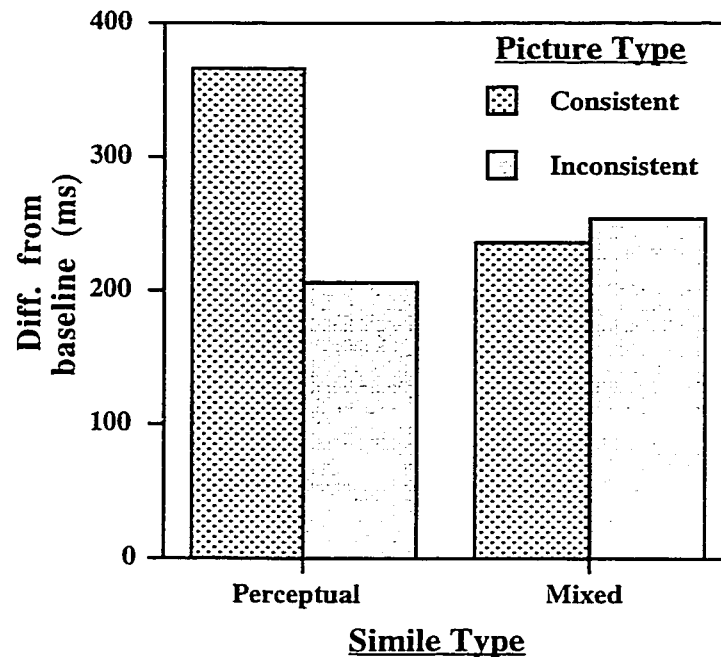 400
300
200
100
0
Diff. from
baseline (ms)
Picture Type
Consistent
Inconsistent
Perceptual
Mixed
Simile Type